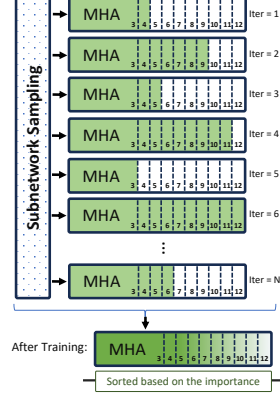 Subnetwork Sampling
MHA 3 4 5 6 7 8 9 10 11 12 Iter = 1
MHA 3 4 5 6 7 8 9 10 11 12 Iter = 2
MHA 3 4 5 6 7 8 9 10 11 12 Iter = 3
MHA 3 4 5 6 7 8 9 10 11 12 Iter = 4
MHA 3 4 5 6 7 8 9 10 11 12 Iter = 5
MHA 3 4 5 6 7 8 9 10 11 12 Iter = 6
...
MHA 3 4 5 6 7 8 9 10 11 12 Iter = N
After Training: MHA 3 4 5 6 7 8 9 10 11 12
Sorted based on the importance